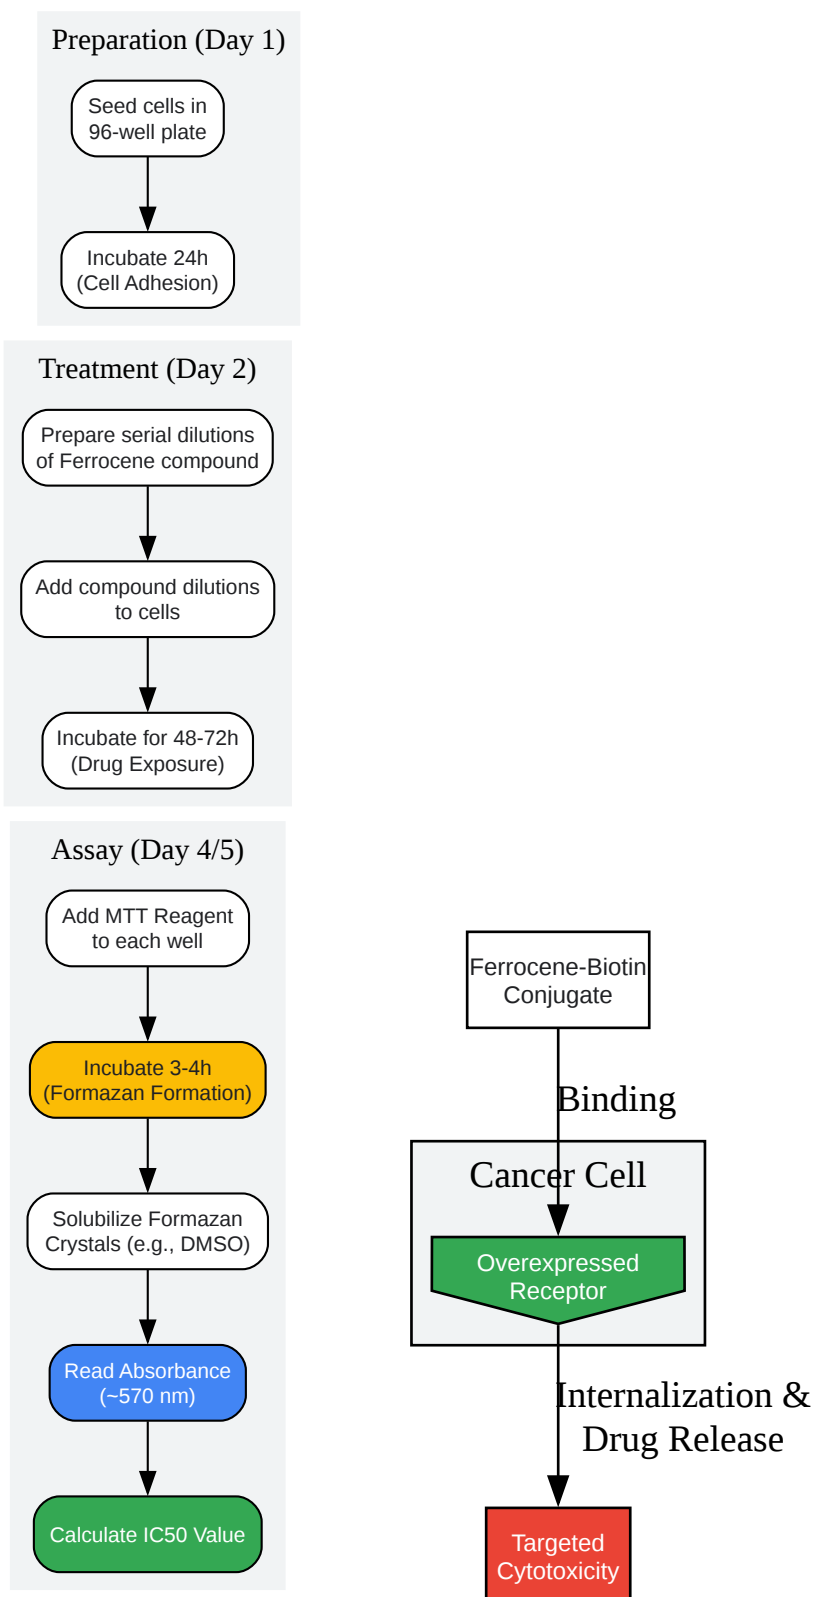 Preparation (Day 1)
Seed cells in
96-well plate
Incubate 24h
(Cell Adhesion)
Treatment (Day 2)
Prepare serial dilutions
of Ferrocene compound
Add compound dilutions
to cells
Incubate for 48-72h
(Drug Exposure)
Assay (Day 4/5)
Add MTT Reagent
to each well
Incubate 3-4h
(Formazan Formation)
Solubilize Formazan
Crystals (e.g., DMSO)
Read Absorbance
(~570 nm)
Calculate IC50 Value
Ferrocene-Biotin
Conjugate
Binding
Cancer Cell
Overexpressed
Receptor
Internalization &
Drug Release
Targeted
Cytotoxicity